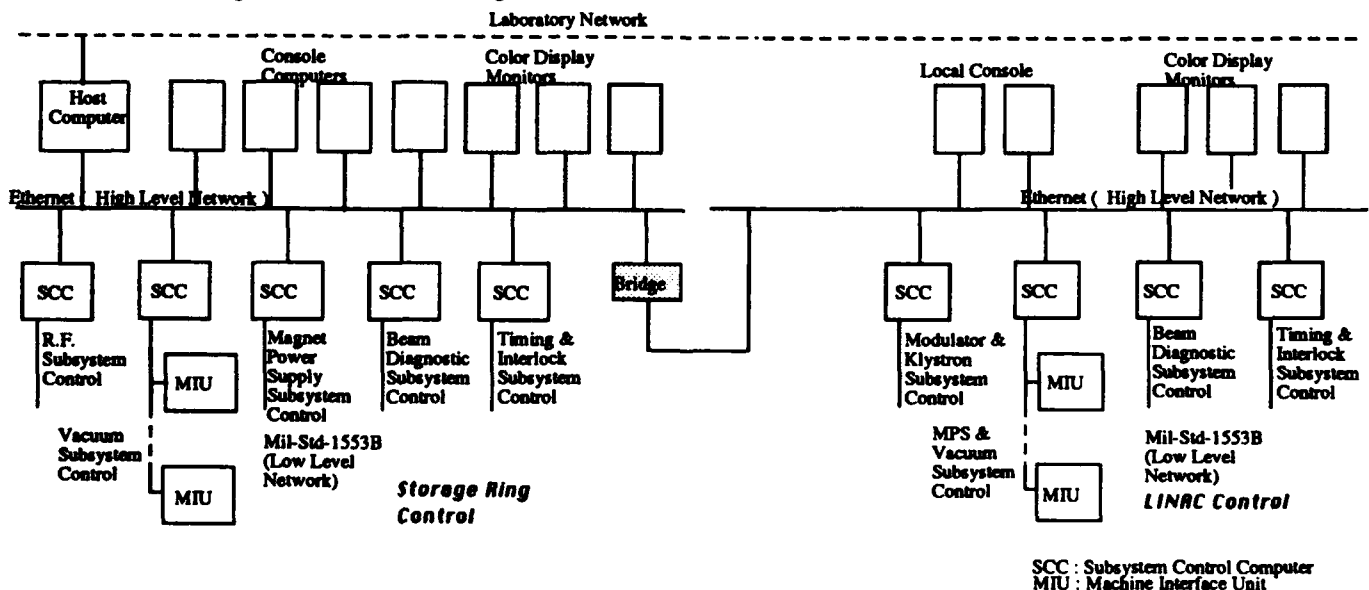 Laboratory Network
Console
Computers
Color Display
Monitors
Local Console
Color Display
Monitors
Host
Computer
Ethernet ( High Level Network )
Ethernet ( High Level Network )
SCC
SCC
SCC
SCC
SCC
Bridge
SCC
SCC
SCC
SCC
R.F.
Subsystem
Control
Magnet
Power
Supply
Subsystem
Control
Beam
Diagnostic
Subsystem
Control
Timing &
Interlock
Subsystem
Control
Modulator &
Klystron
Subsystem
Control
Beam
Diagnostic
Subsystem
Control
Timing &
Interlock
Subsystem
Control
MIU
MIU
Vacuum
Subsystem
Control
MIU
Mil-Std-1553B
(Low Level
Network)
Storage Ring
Control
MPS &
Vacuum
Subsystem
Control
MIU
Mil-Std-1553B
(Low Level
Network)
LINAC Control
SCC : Subsystem Control Computer
MIU : Machine Interface Unit